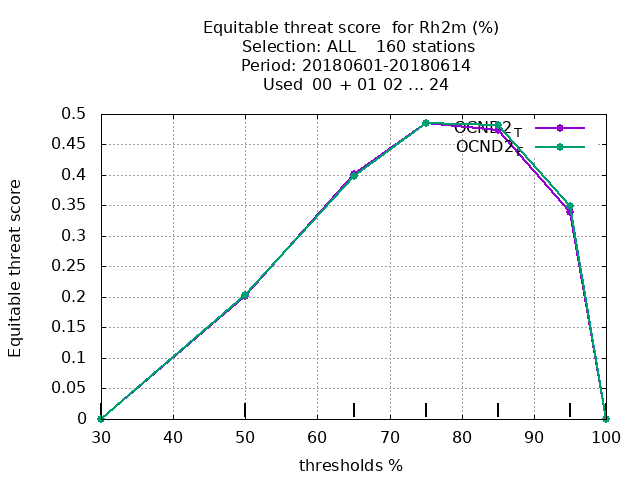 Equitable threat score for Rh2m (%)
Selection: ALL 160 stations
Period: 20180601-20180614
Used 00 + 01 02 ... 24
Equitable threat score
0.5
0.45
0.4
0.35
0.3
0.25
0.2
0.15
0.1
0.05
0
OCND2T
OCND2
30 40 50 60 70 80 90 100
thresholds %